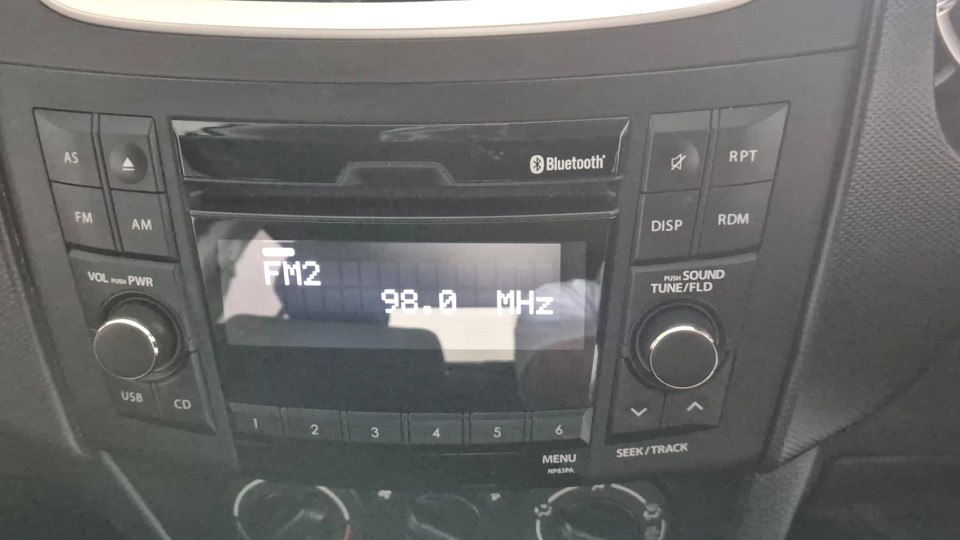 AS
FM
AM
VOL PUSH PWR
USB
CD
Bluetooth®
FM2
98.0 MHz
1 2 3 4 5 6
MENU
NP83PA
RPT
DISP
RDM
PUSH SOUND
TUNE/FLD
SEEK/TRACK